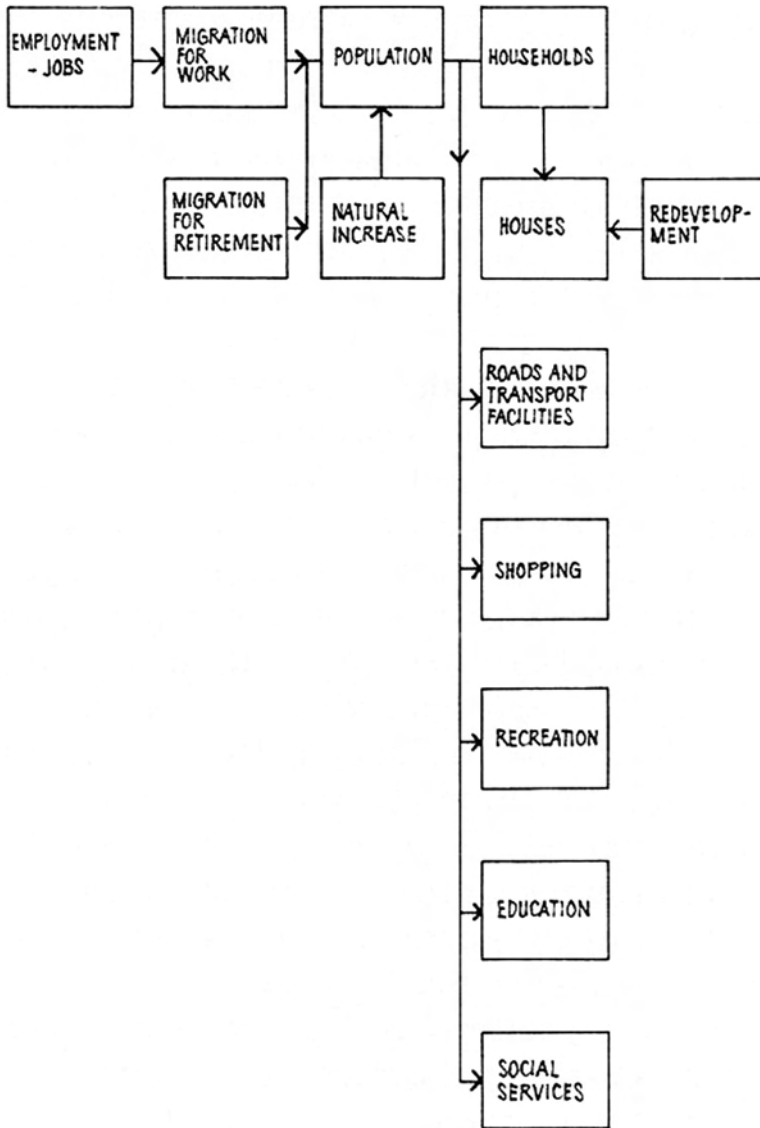 EMPLOYMENT
- JOBS
MIGRATION
FOR
WORK
POPULATION
HOUSEHOLDS
MIGRATION
FOR
RETIREMENT
NATURAL
INCREASE
HOUSES
REDEVELOP-
MENT
ROADS AND
TRANSPORT
FACILITIES
SHOPPING
RECREATION
EDUCATION
SOCIAL
SERVICES